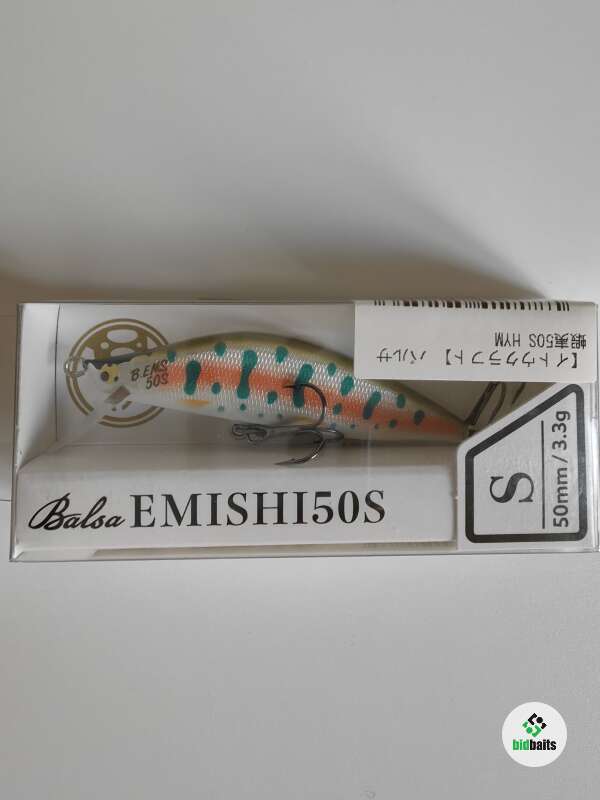 B.EMS
50S
【イトウクラフト】 バルサ
蝦夷50S HYM
Balsa EMISHI50S
S
50mm / 3.3g
bidbaits